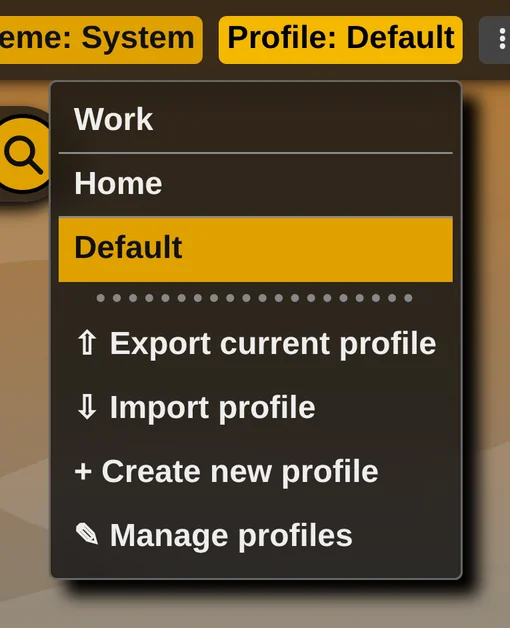 eme: System Profile: Default
Work
Home
Default
⇧ Export current profile
⇩ Import profile
+ Create new profile
✎ Manage profiles